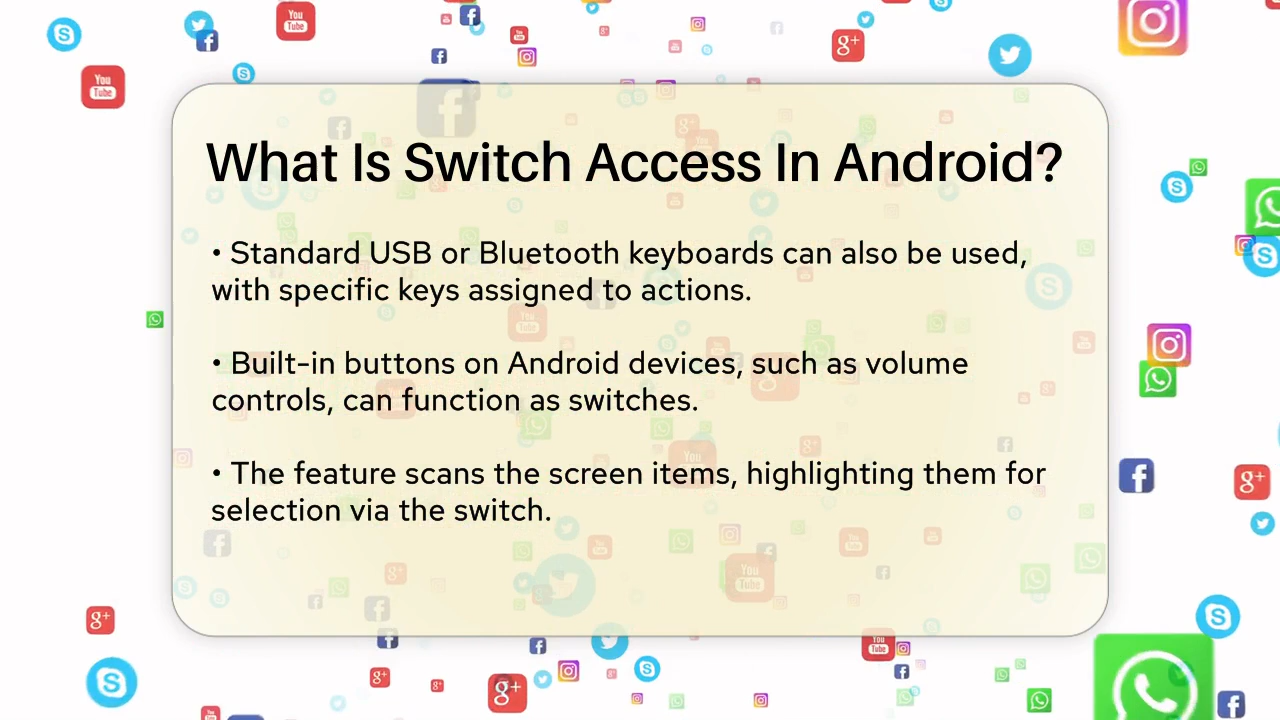 What Is Switch Access In Android?
• Standard USB or Bluetooth keyboards can also be used,
with specific keys assigned to actions.
• Built-in buttons on Android devices, such as volume
controls, can function as switches.
• The feature scans the screen items, highlighting them for
selection via the switch.